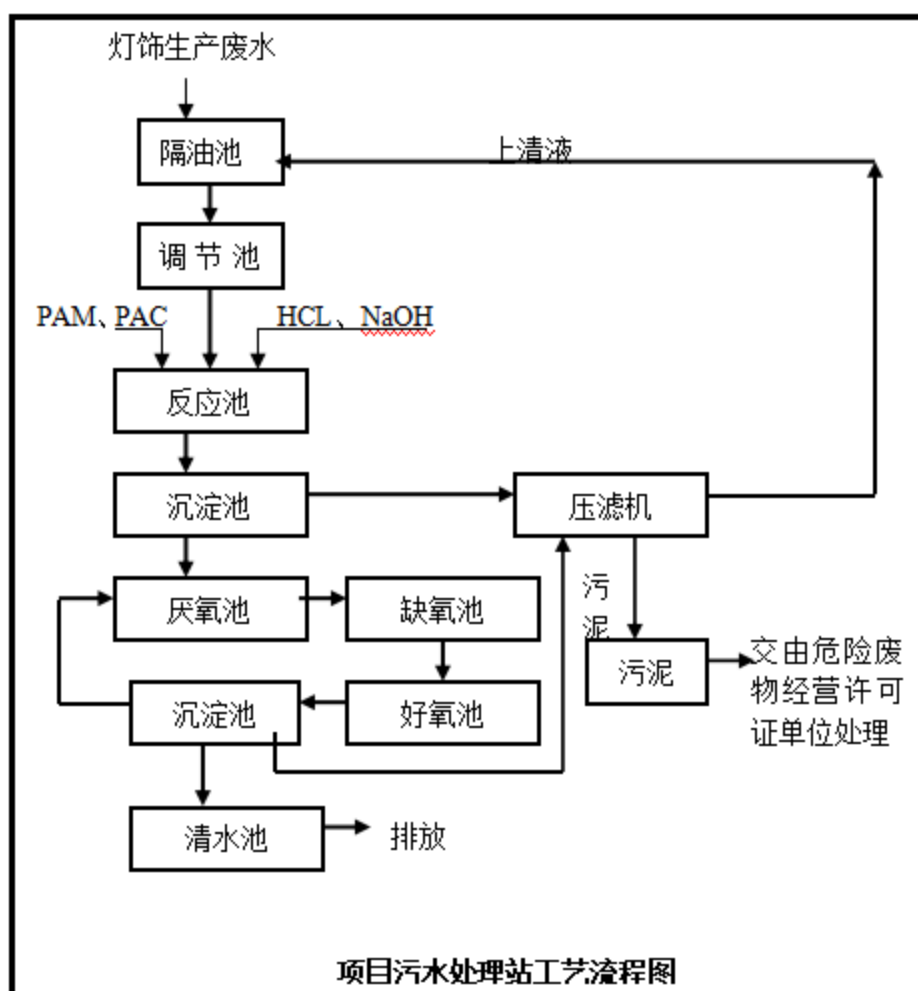 灯饰生产废水
隔油池
上清液
调节池
PAM、PAC
HCL、NaOH
反应池
沉淀池
压滤机
厌氧池
缺氧池
污
泥
沉淀池
好氧池
污泥
交由危险废
物经营许可
证单位处理
清水池
排放
项目污水处理站工艺流程图